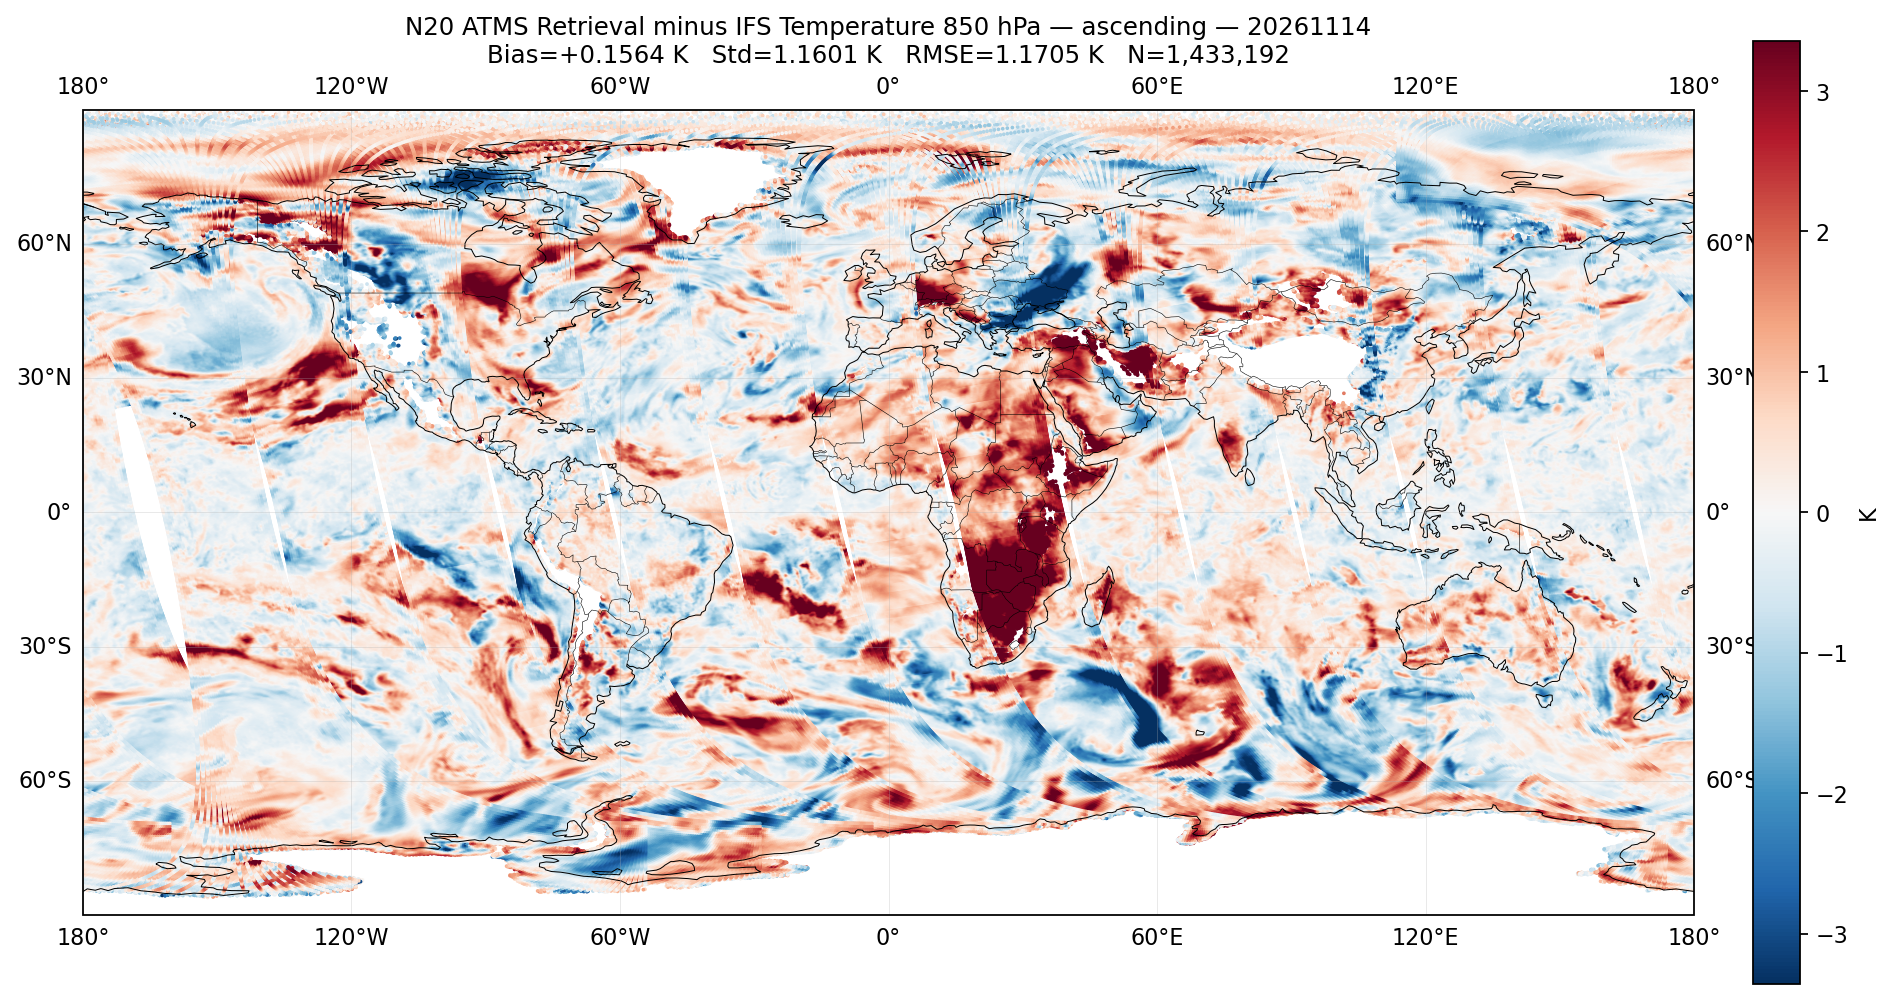 N20 ATMS Retrieval minus IFS Temperature 850 hPa — ascending — 20261114
Bias=+0.1564 K   Std=1.1601 K   RMSE=1.1705 K   N=1,433,192
180° 120°W 60°W 0° 60°E 120°E 180°
60°N 60°N
30°N 30°N
0° 0°
30°S 30°S
60°S 60°S
180° 120°W 60°W 0° 60°E 120°E 180°
3
2
1
0
−1
−2
−3
K